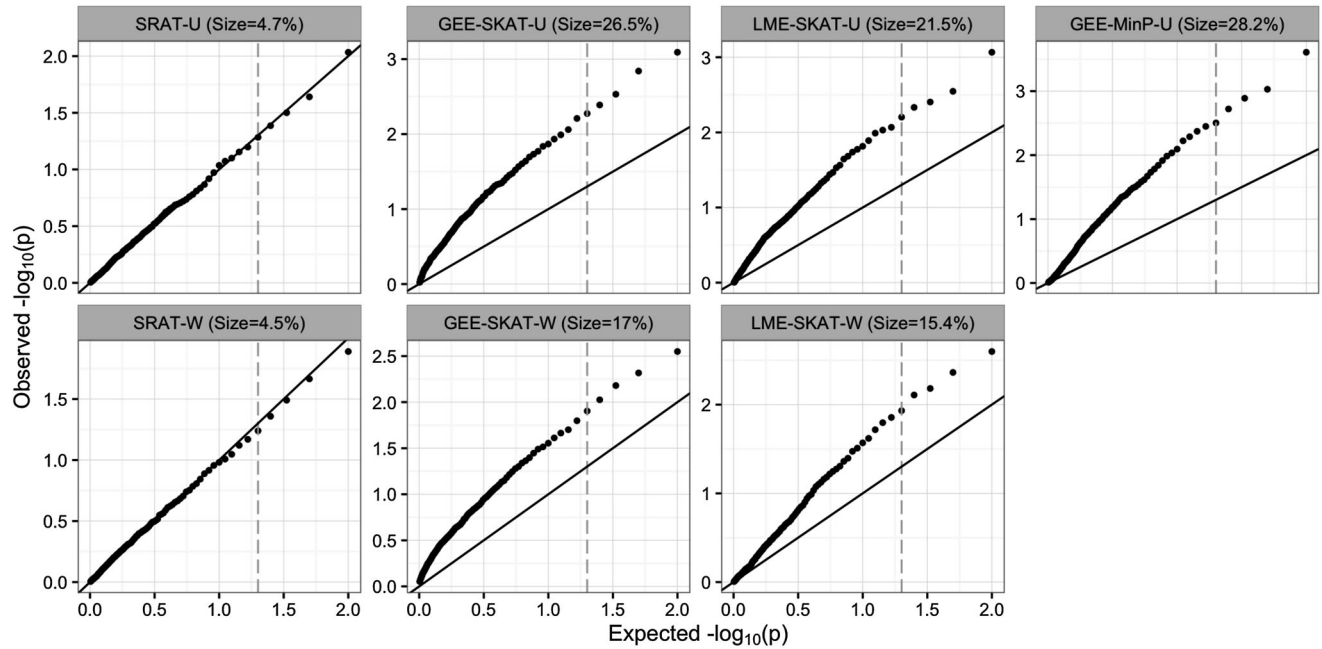 SRAT-U (Size=4.7%)
GEE-SKAT-U (Size=26.5%)
LME-SKAT-U (Size=21.5%)
GEE-MinP-U (Size=28.2%)
2.0
1.5
1.0
0.5
0.0
3
2
1
0
3
2
1
0
3
2
1
0
SRAT-W (Size=4.5%)
GEE-SKAT-W (Size=17%)
LME-SKAT-W (Size=15.4%)
1.5
1.0
0.5
0.0
2.5
2.0
1.5
1.0
0.5
0.0
2
1
0
0.0 0.5 1.0 1.5 2.0
0.0 0.5 1.0 1.5 2.0
0.0 0.5 1.0 1.5 2.0
Observed -log₁₀(p)
Expected -log₁₀(p)